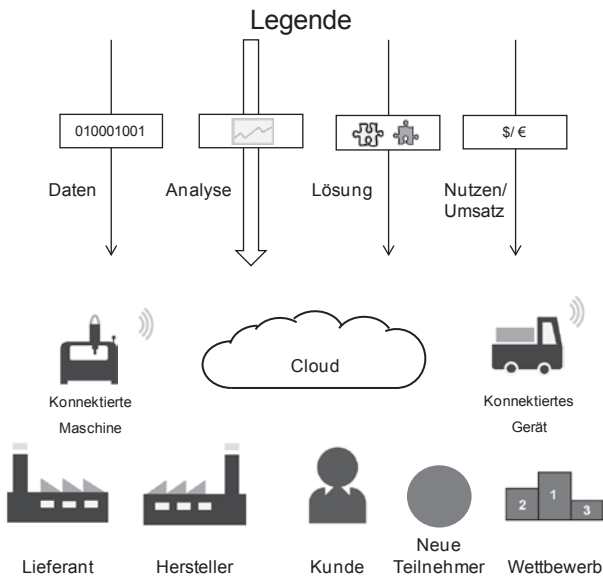 Legende
010001001
$/ €
Daten
Analyse
Lösung
Nutzen/
Umsatz
Cloud
Konnektierte
Maschine
Konnektiertes
Gerät
2
1
3
Lieferant
Hersteller
Kunde
Neue
Teilnehmer
Wettbewerb